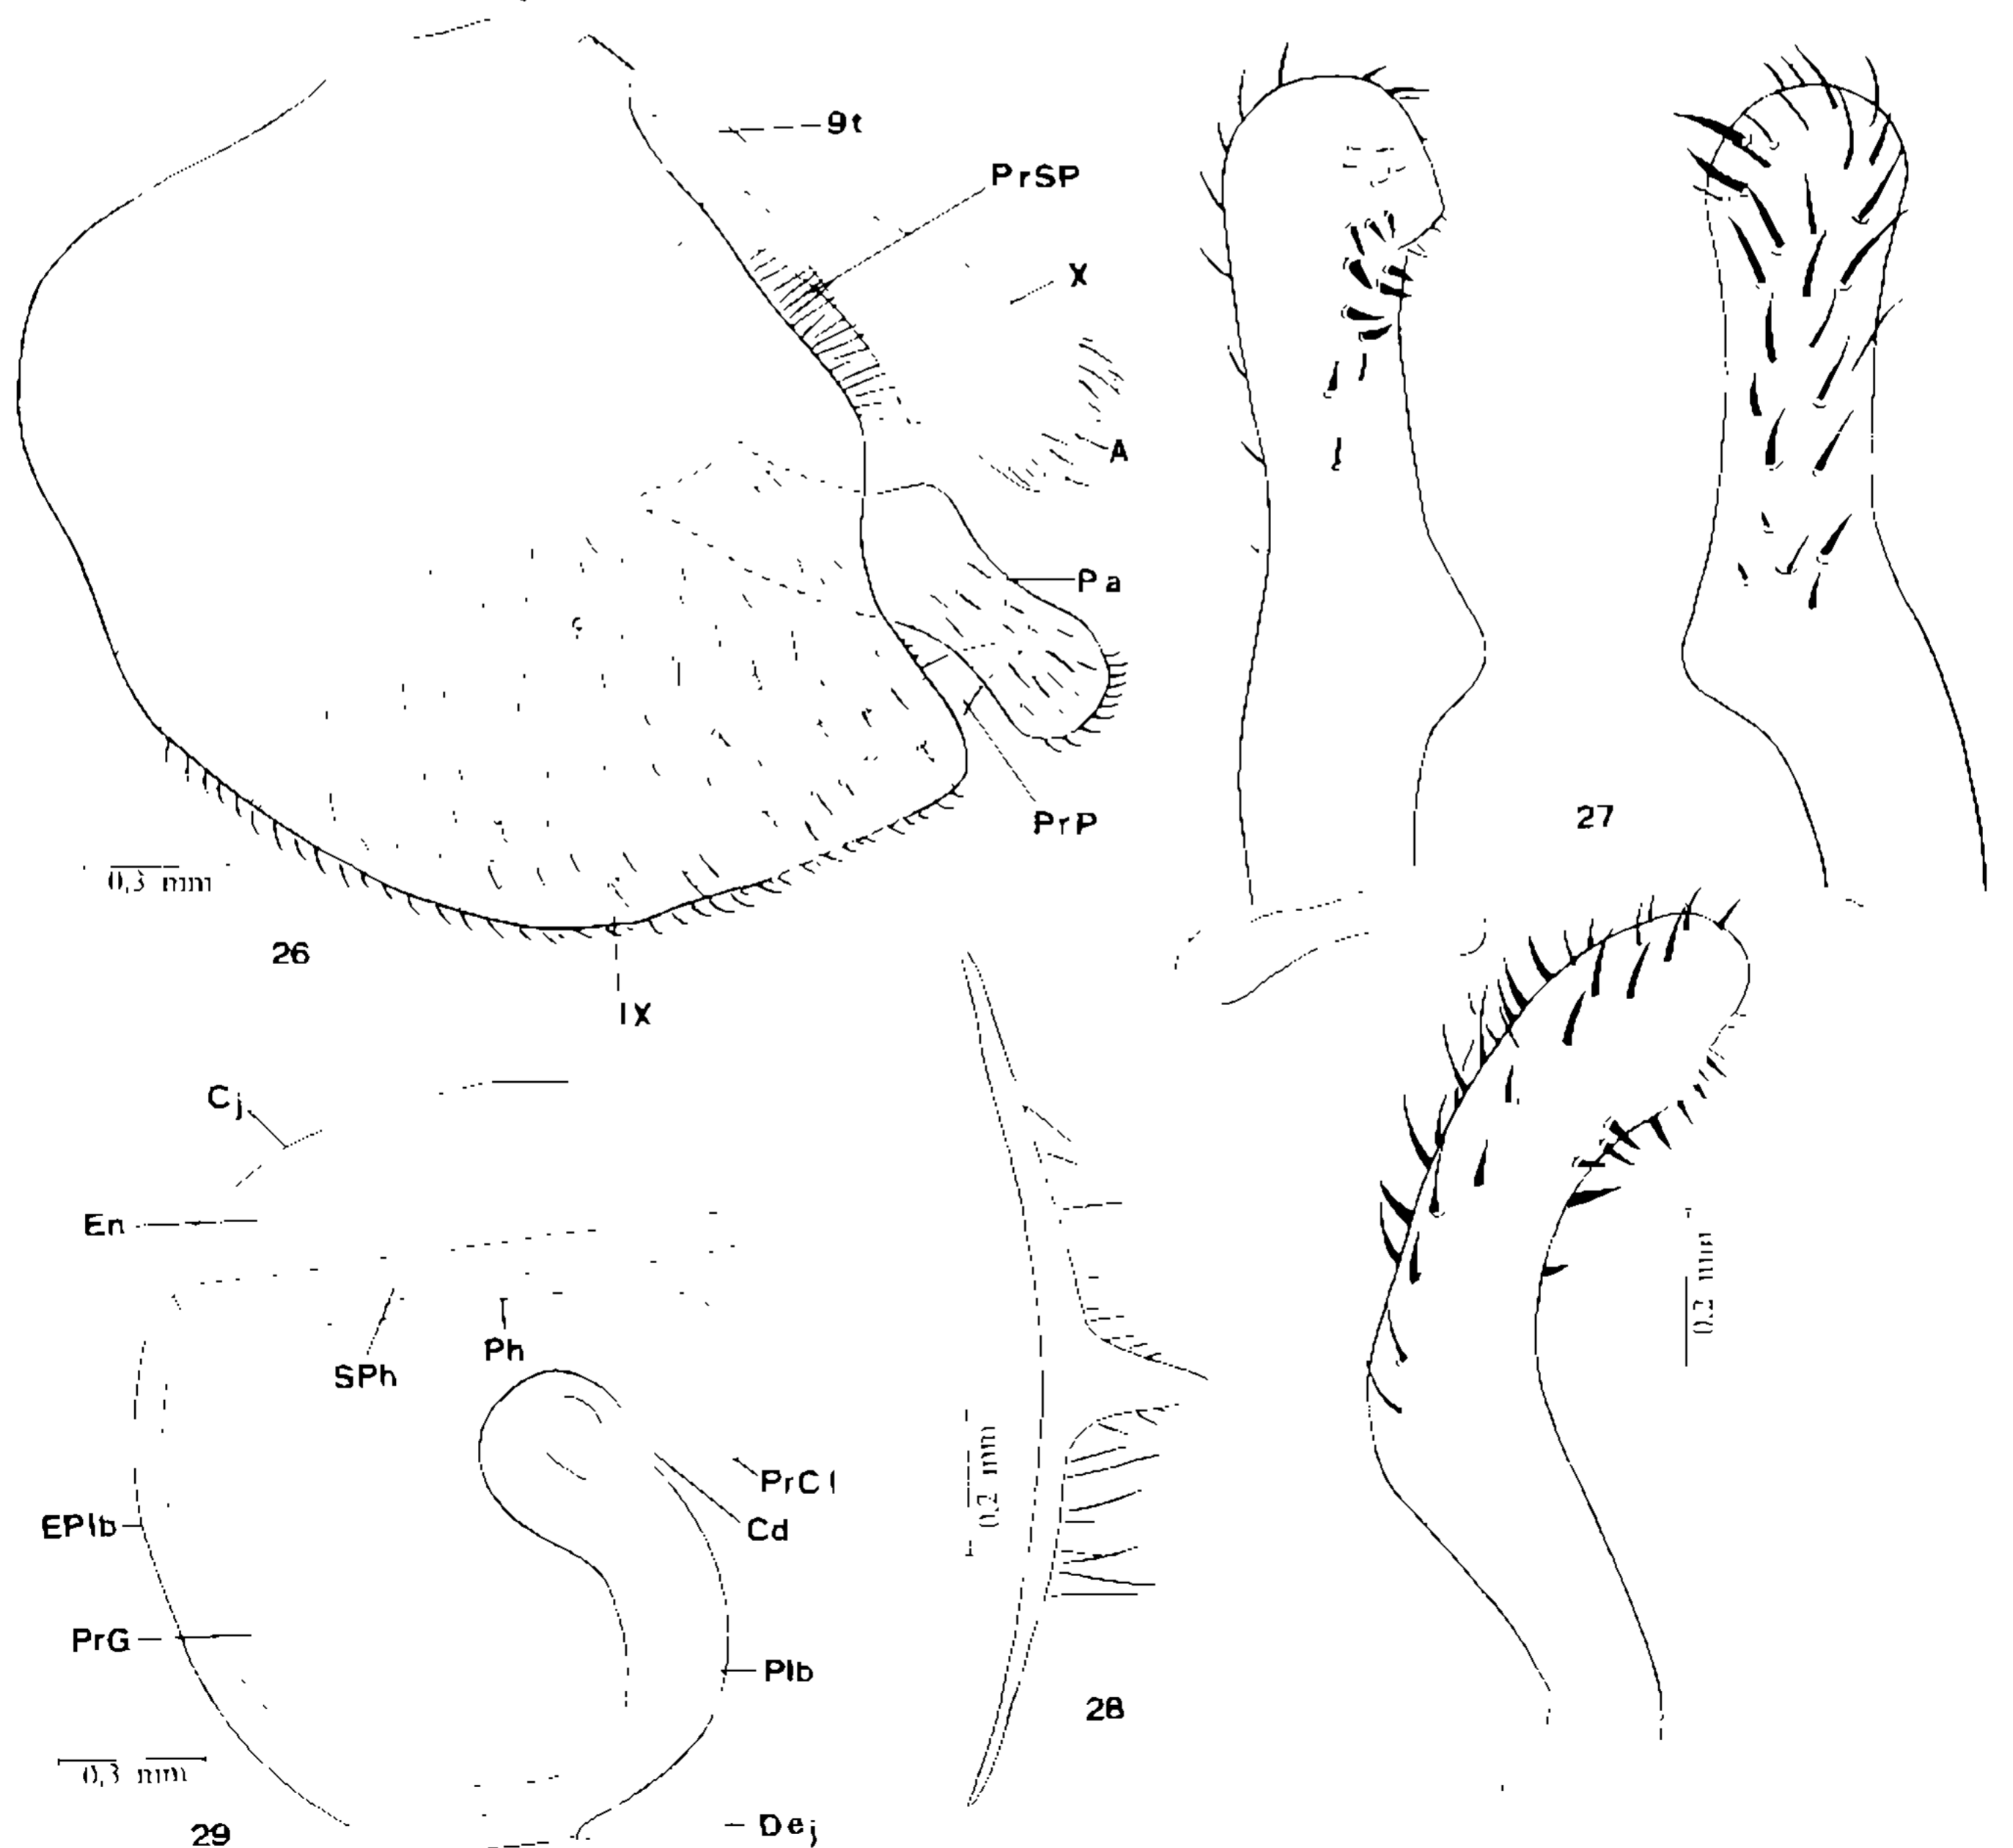 9t
PrSP
X
A
Pa
PrP
0,3 mm
26
IX
27
Cj
En
SPh
Ph
PrCl
Cd
EPlb
PrG
Plb
0,3 mm
29
Dej
0,2 mm
28
0,2 mm